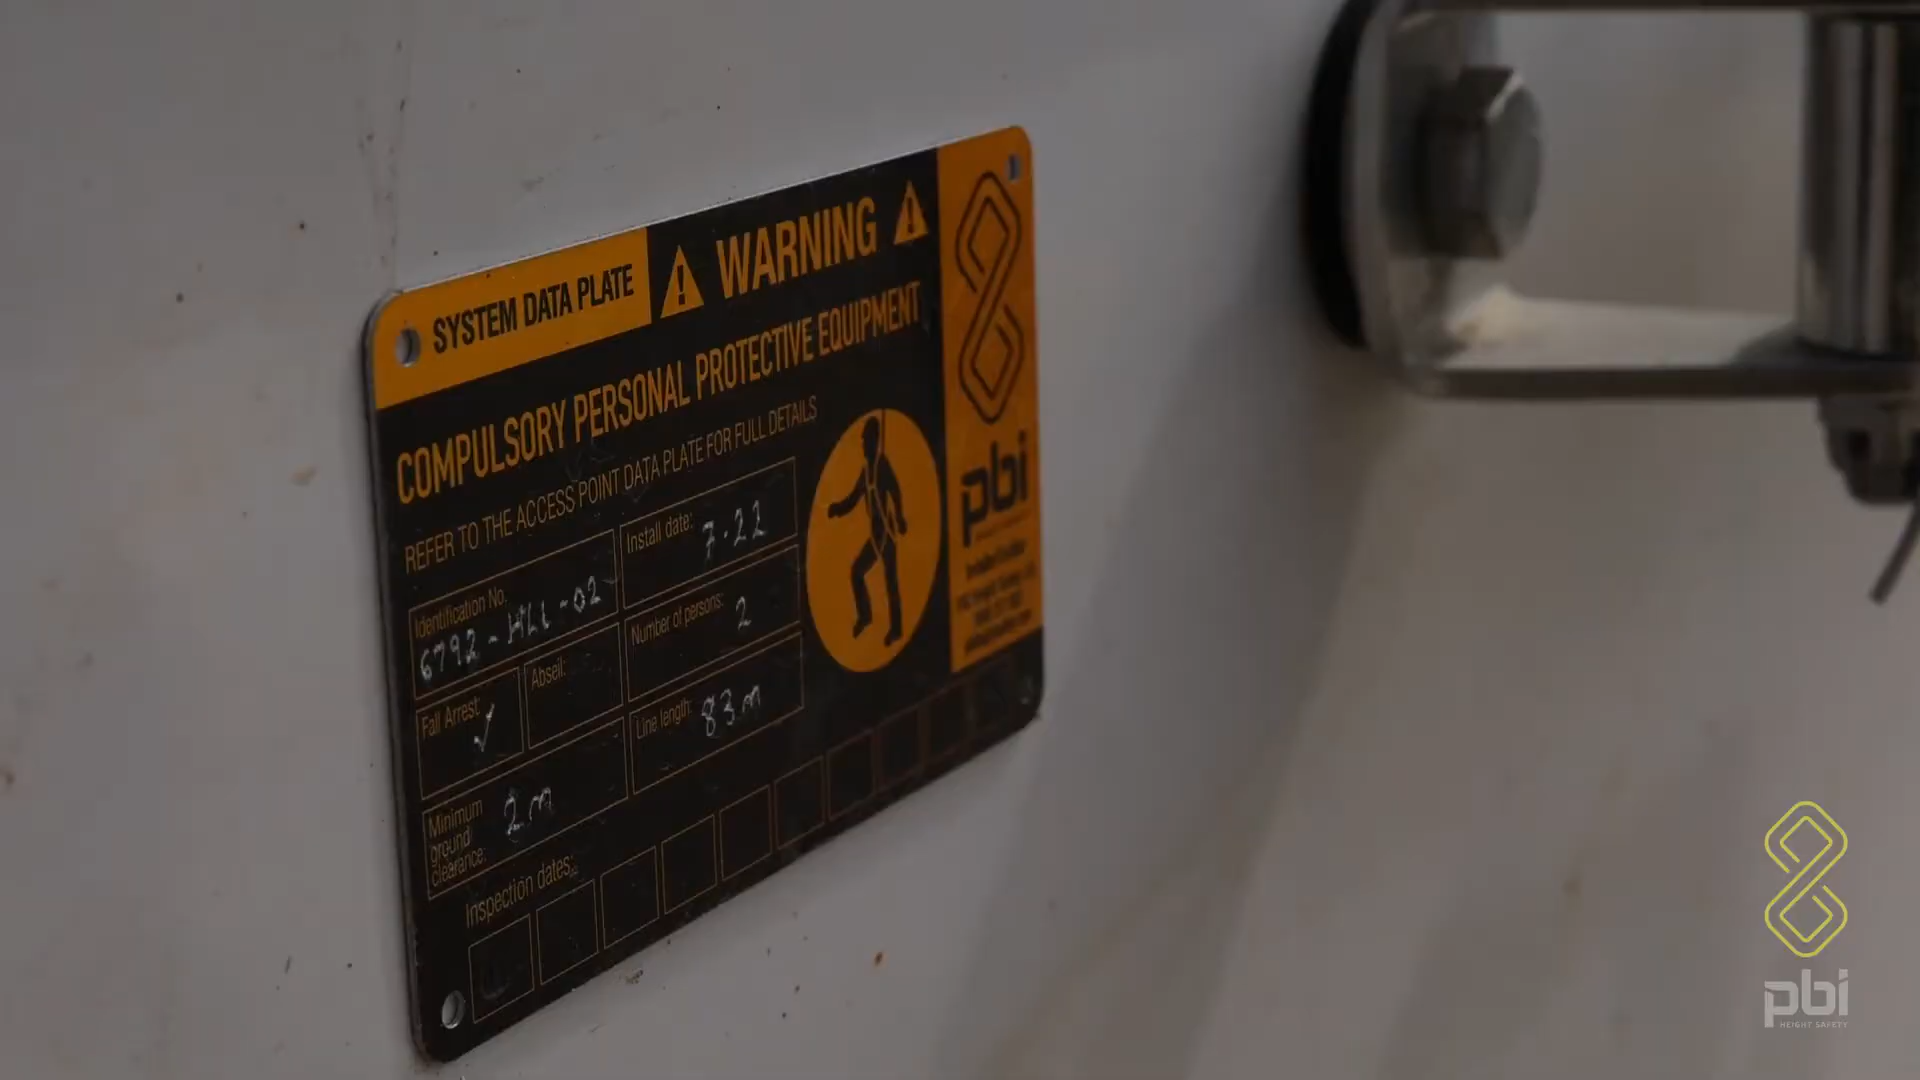 SYSTEM DATA PLATE
! WARNING !
COMPULSORY PERSONAL PROTECTIVE EQUIPMENT
REFER TO THE ACCESS POINT DATA PLATE FOR FULL DETAILS
Identification No. 6792-HLL-02
Install date: 7.22
Fall Arrest: ✓
Abseil:
Number of persons: 2
Minimum ground clearance: 2m
Line length: 83m
Inspection dates:
pbi
pbi
HEIGHT SAFETY